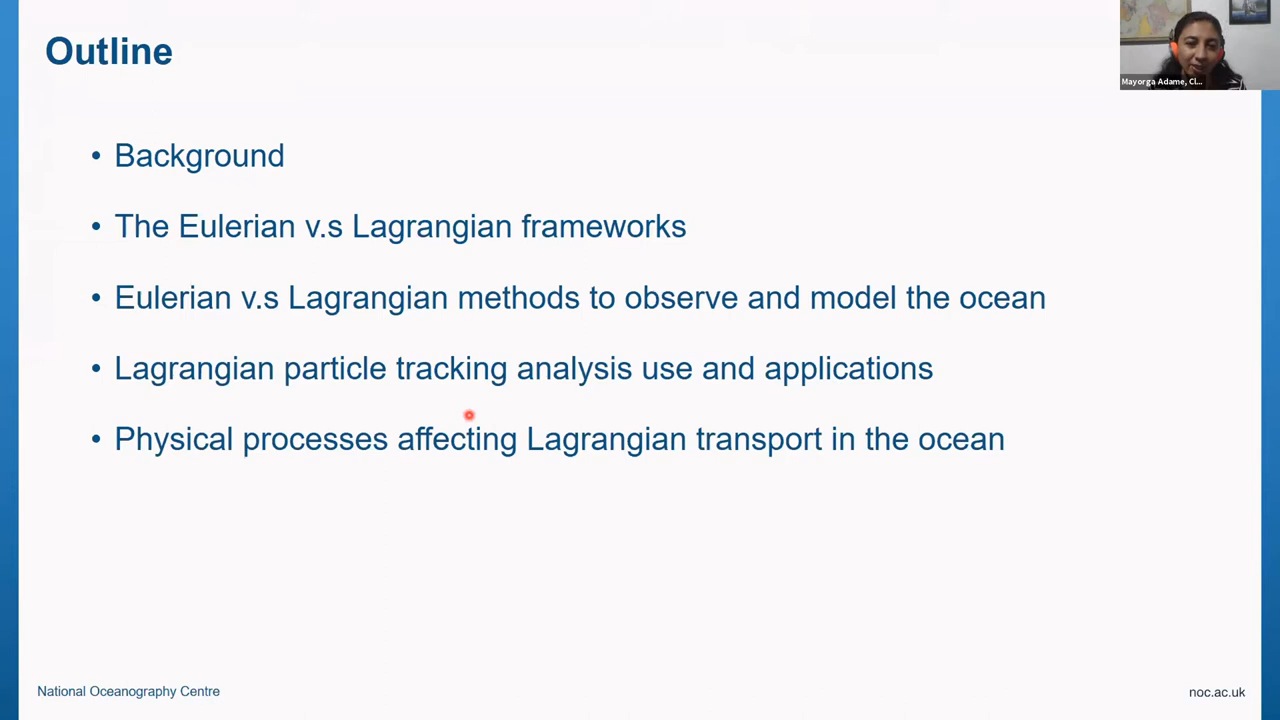 Outline
Mayorga Adame, Cl...
• Background
• The Eulerian v.s Lagrangian frameworks
• Eulerian v.s Lagrangian methods to observe and model the ocean
• Lagrangian particle tracking analysis use and applications
• Physical processes affecting Lagrangian transport in the ocean
National Oceanography Centre
noc.ac.uk